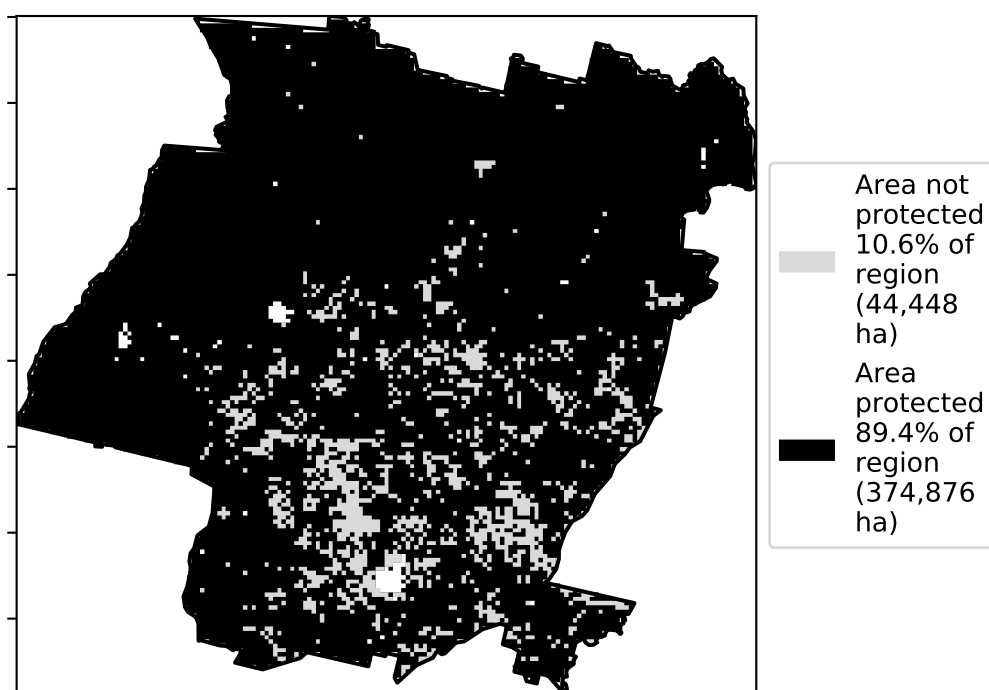 Area not
protected
10.6% of
region
(44,448
ha)
Area
protected
89.4% of
region
(374,876
ha)